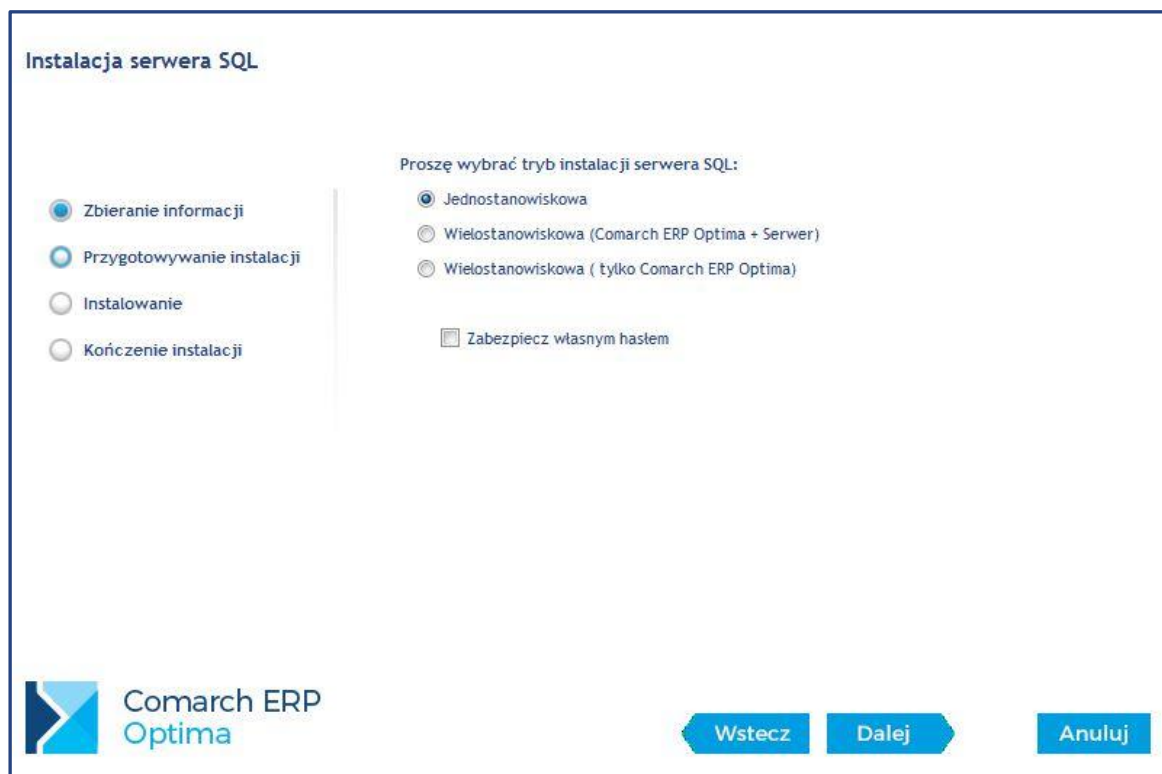 Instalacja serwera SQL
Zbieranie informacji
Przygotowywanie instalacji
Instalowanie
Kończenie instalacji
Proszę wybrać tryb instalacji serwera SQL:
Jednostanowiskowa
Wielostanowiskowa (Comarch ERP Optima + Serwer)
Wielostanowiskowa ( tylko Comarch ERP Optima)
Zabezpiecz własnym hasłem
Comarch ERP
Optima
Wstecz
Dalej
Anuluj